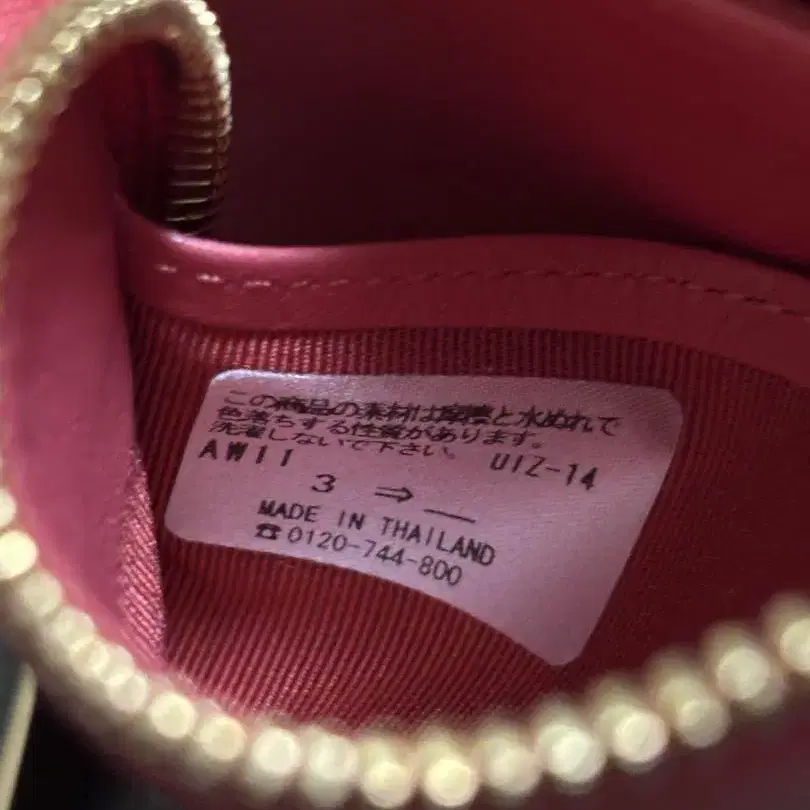 この商品の素材は摩擦と水ぬれで
色落ちする性質があります。
洗濯しないで下さい。
AW11 U1Z-14
3 ⇒ __
MADE IN THAILAND
☎0120-744-800